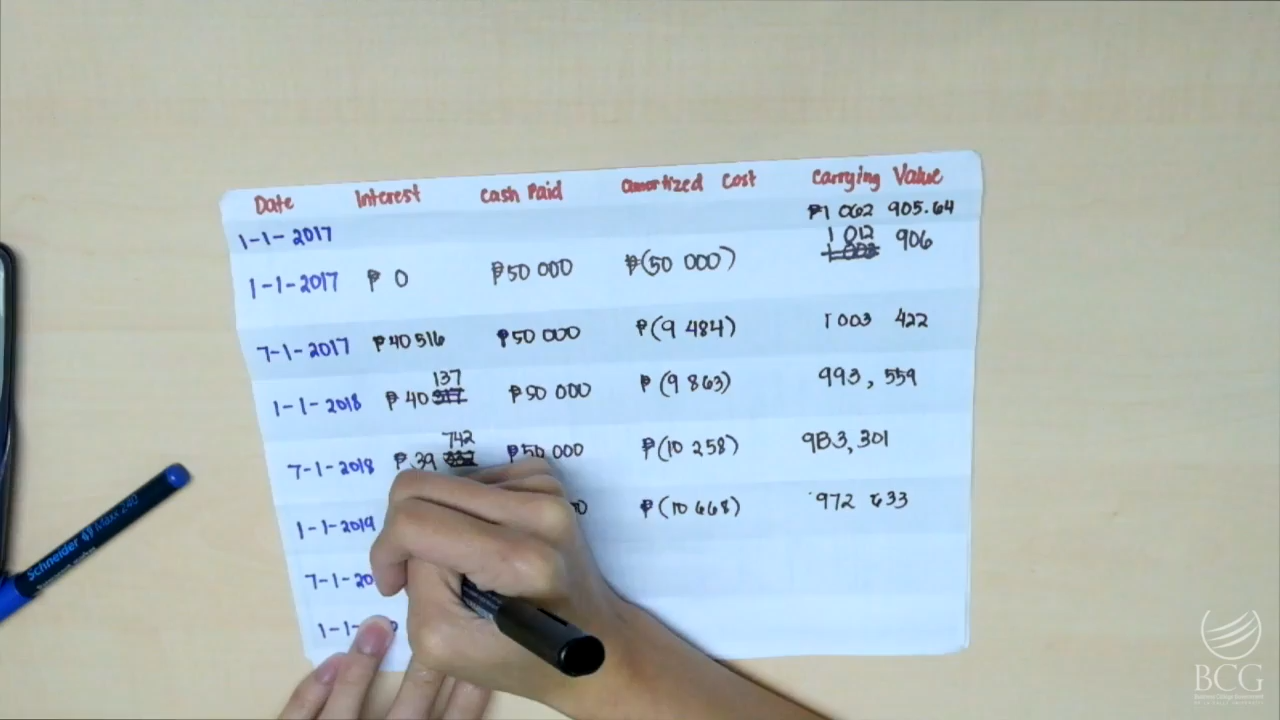 Date Interest Cash Paid Amortized Cost Carrying Value
1-1-2017 ₱1 062 905.64
1 012
1-1-2017 ₱ 0 ₱50 000 ₱(50 000) 906
7-1-2017 ₱40 516 ₱50 000 ₱(9 484) 1 003 422
137
1-1-2018 ₱40 ₱50 000 ₱(9 863) 993, 559
742
7-1-2018 ₱39 ₱50 000 ₱(10 258) 983, 301
1-1-2019 ₱(10 668) 972 633
7-1-20
1-1-
Schneider Maxx 240
BCG